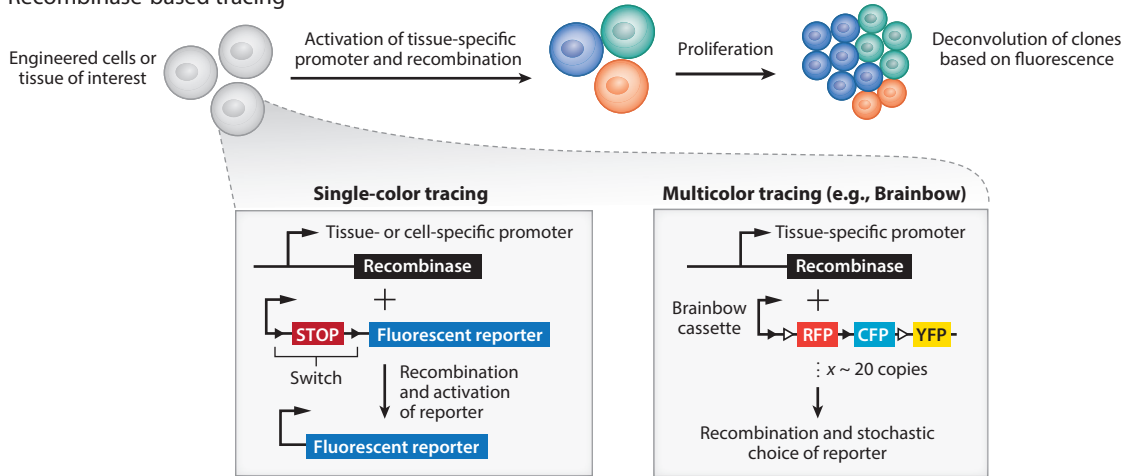 Recombinase-based tracing
Engineered cells or
tissue of interest
Activation of tissue-specific
promoter and recombination
Proliferation
Deconvolution of clones
based on fluorescence
Single-color tracing
Tissue- or cell-specific promoter
Recombinase
+
STOP
Fluorescent reporter
Switch
Recombination
and activation
of reporter
Fluorescent reporter
Multicolor tracing (e.g., Brainbow)
Tissue-specific promoter
Recombinase
+
Brainbow
cassette
RFP
CFP
YFP
x ~ 20 copies
Recombination and stochastic
choice of reporter